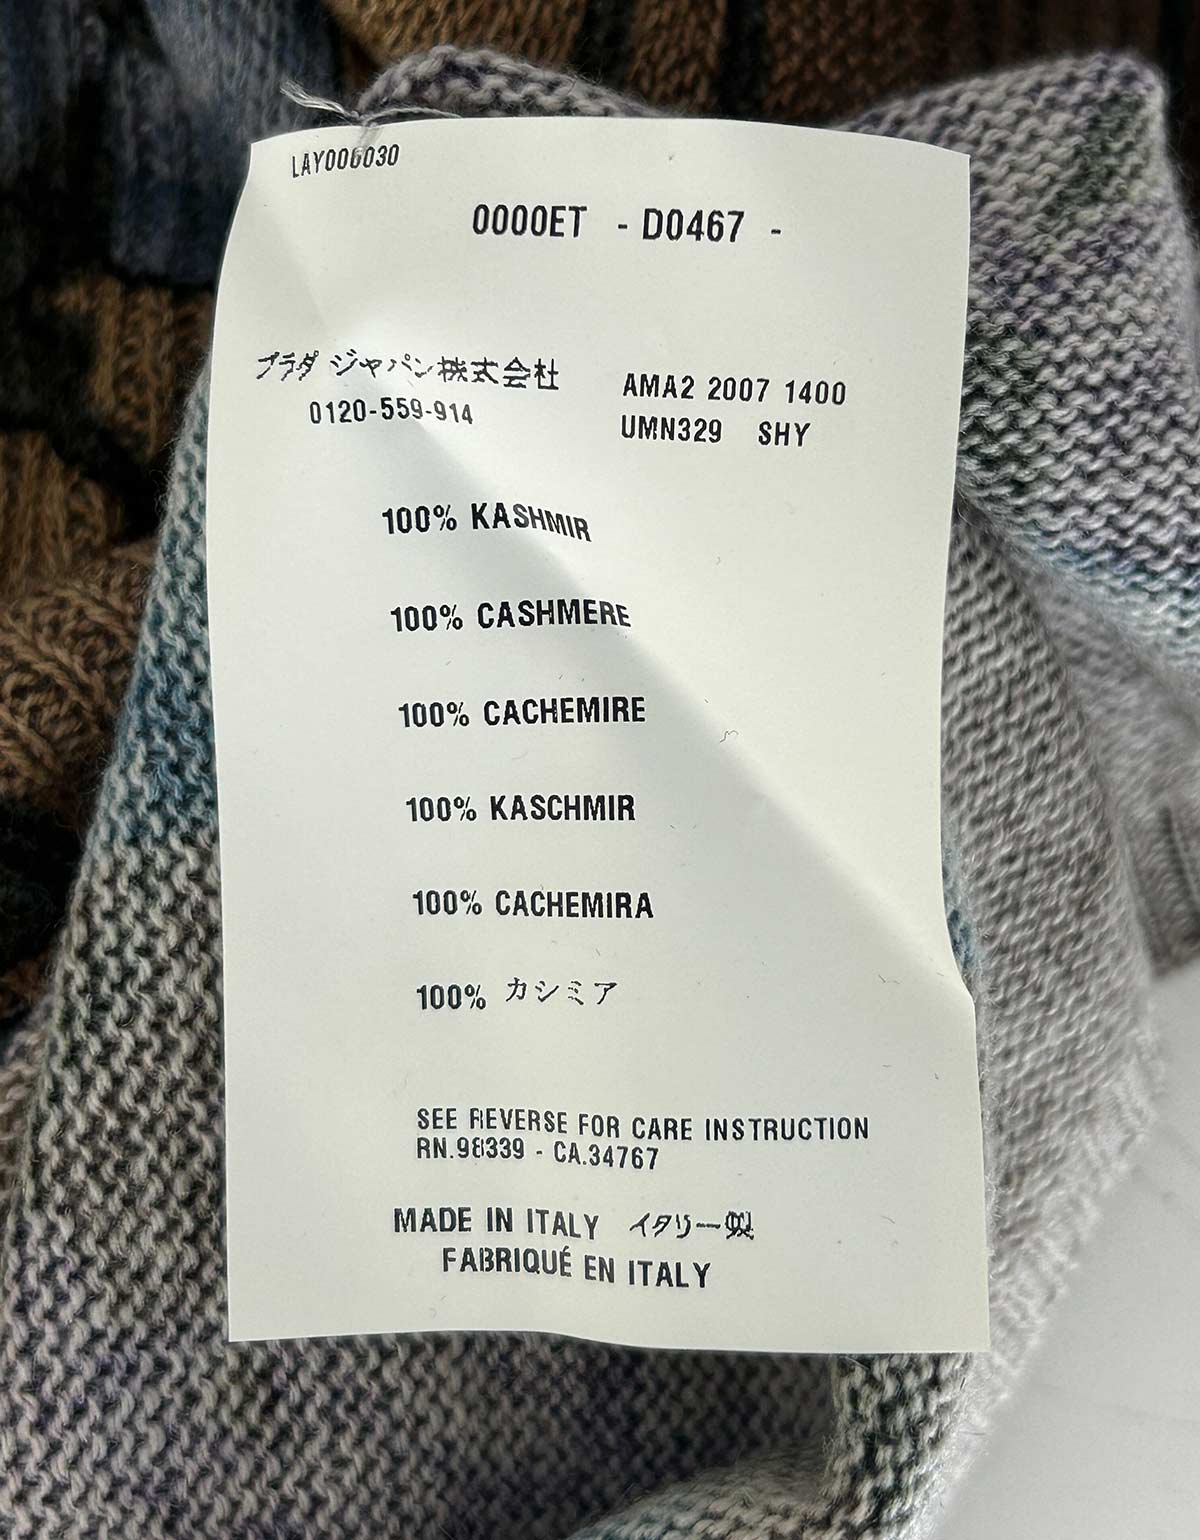 LAY006030
0000ET - D0467 -
プラダ ジャパン株式会社
0120-559-914
AMA2 2007 1400
UMN329 SHY
100% KASHMIR
100% CASHMERE
100% CACHEMIRE
100% KASCHMIR
100% CACHEMIRA
100% カシミア
SEE REVERSE FOR CARE INSTRUCTION
RN.98339 - CA.34767
MADE IN ITALY イタリー製
FABRIQUÉ EN ITALY